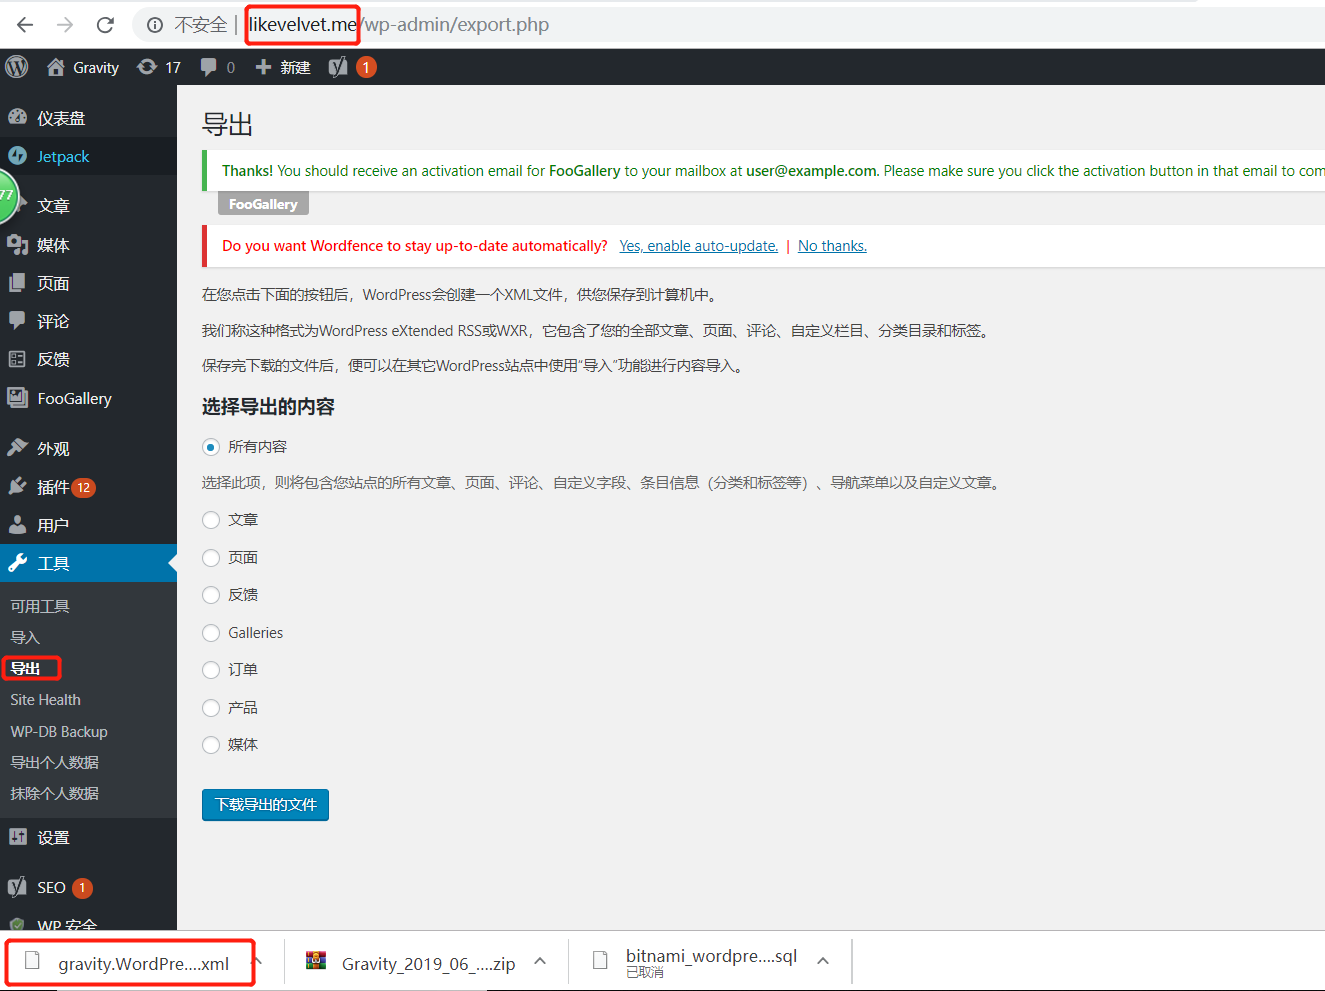 不安全 | likevelvet.me/wp-admin/export.php
Gravity 17 0 新建 1
仪表盘
Jetpack
77
文章
媒体
页面
评论
反馈
FooGallery
外观
插件 12
用户
工具
可用工具
导入
导出
Site Health
WP-DB Backup
导出个人数据
抹除个人数据
设置
SEO 1
WP 安全
导出
Thanks! You should receive an activation email for FooGallery to your mailbox at user@example.com. Please make sure you click the activation button in that email to com
FooGallery
Do you want Wordfence to stay up-to-date automatically? Yes, enable auto-update. | No thanks.
在您点击下面的按钮后，WordPress会创建一个XML文件，供您保存到计算机中。
我们称这种格式为WordPress eXtended RSS或WXR，它包含了您的全部文章、页面、评论、自定义栏目、分类目录和标签。
保存完下载的文件后，便可以在其它WordPress站点中使用“导入”功能进行内容导入。
选择导出的内容
所有内容
选择此项，则将包含您站点的所有文章、页面、评论、自定义字段、条目信息（分类和标签等）、导航菜单以及自定义文章。
文章
页面
反馈
Galleries
订单
产品
媒体
下载导出的文件
gravity.WordPre....xml
Gravity_2019_06_....zip
bitnami_wordpre....sql
已取消